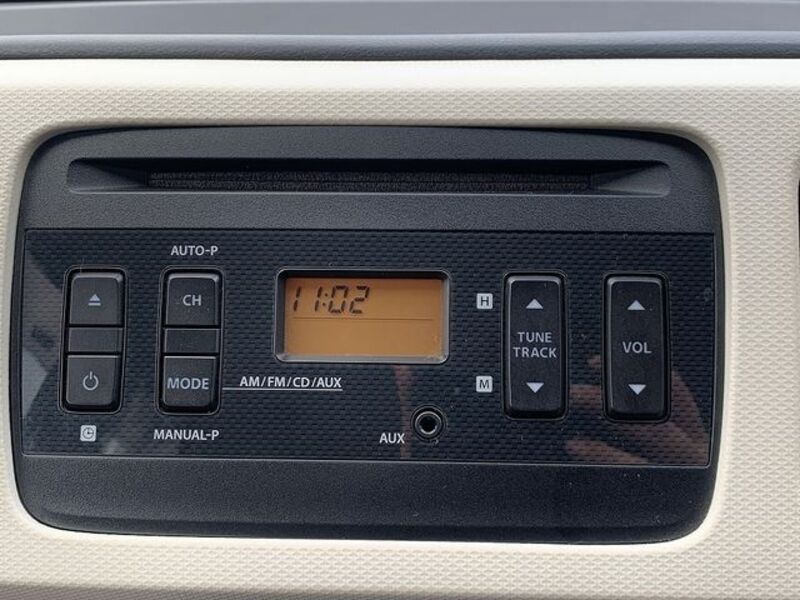 AUTO-P
CH
MODE
MANUAL-P
AM/FM/CD/AUX
11:02
AUX
H
M
TUNE
TRACK
VOL